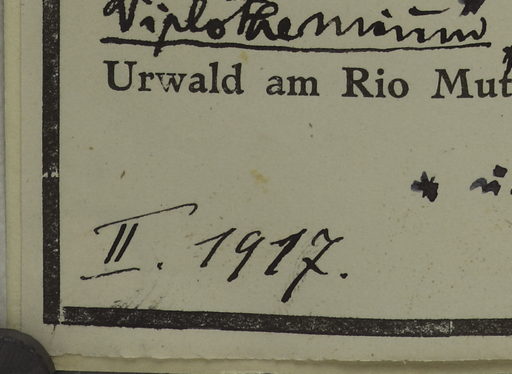 Diplothemium
Urwald am Rio Mut
* ü
II. 1917.